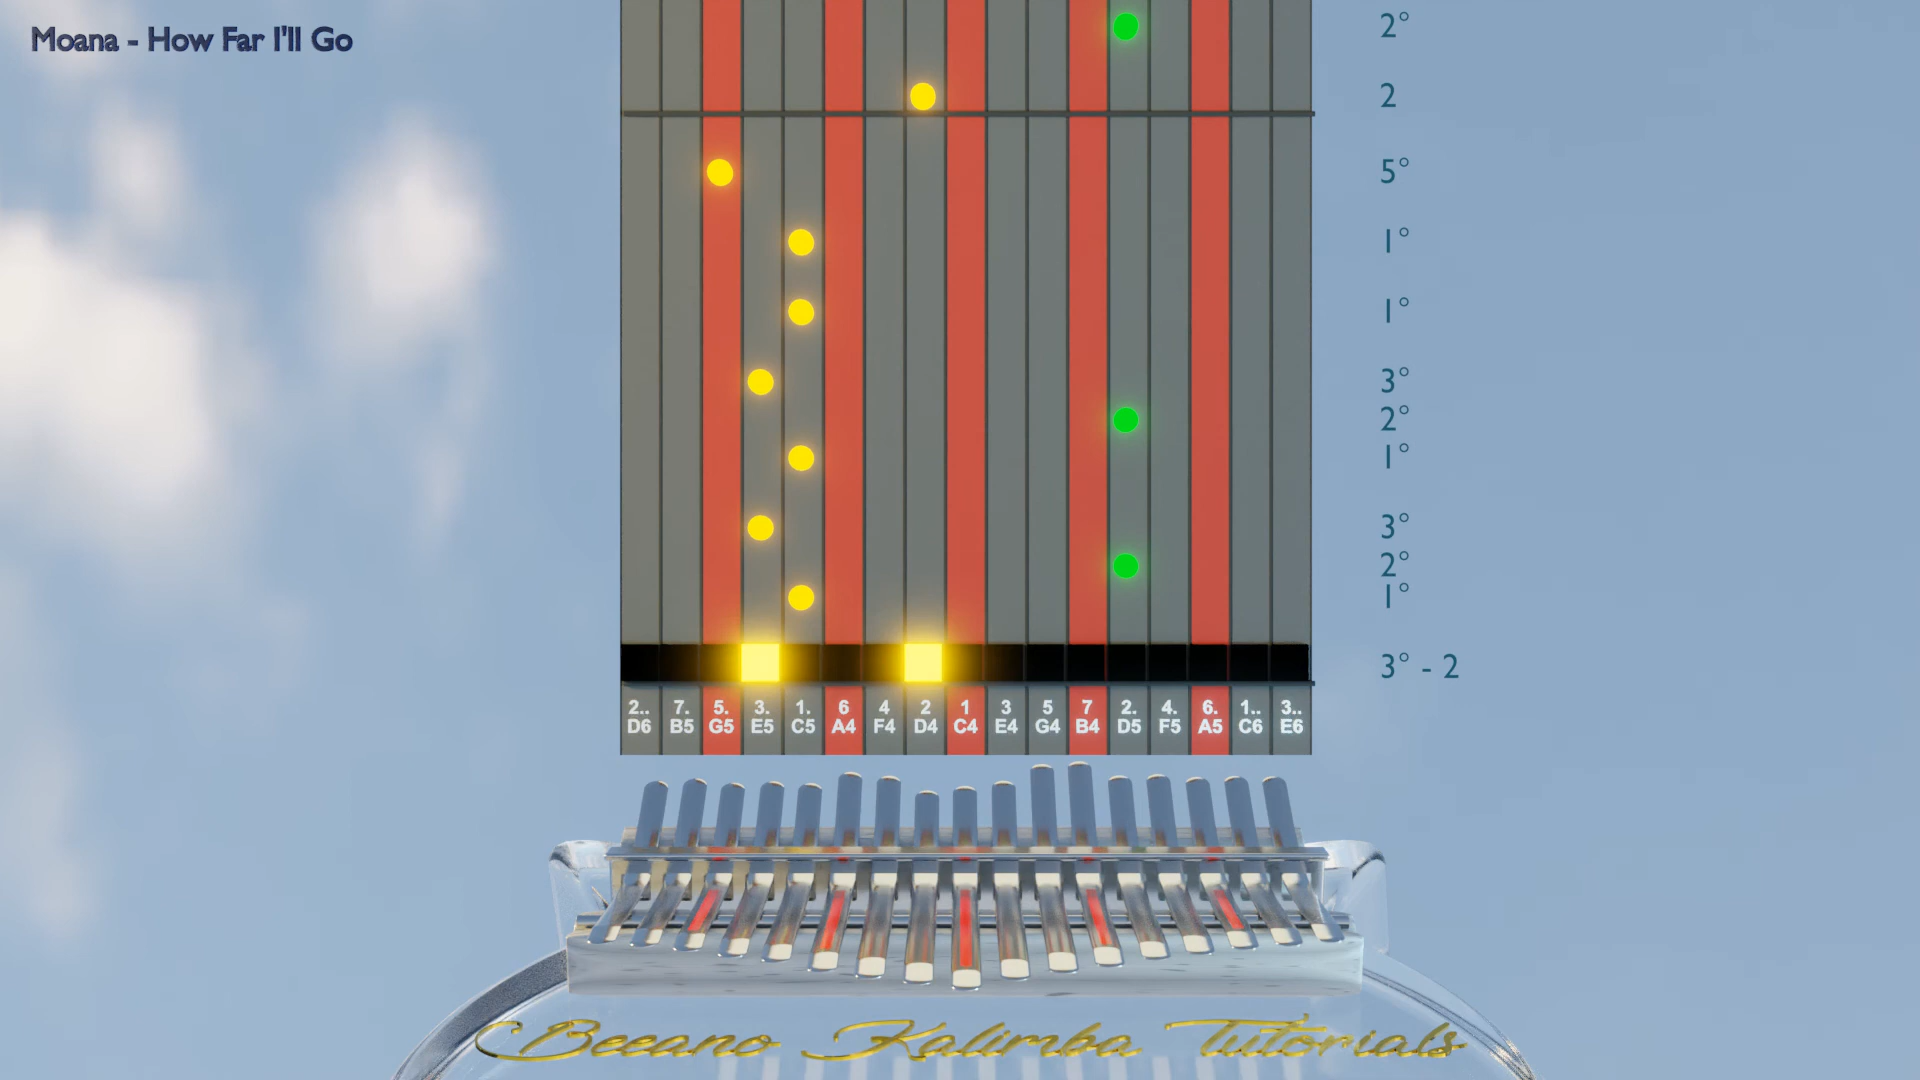 Moana - How Far I'll Go
2°
2
5°
1°
1°
3°
2°
1°
3°
2°
1°
3° - 2
2.. 7. 5. 3. 1. 6 4 2 1 3 5 7 2. 4. 6. 1.. 3..
D6 B5 G5 E5 C5 A4 F4 D4 C4 E4 G4 B4 D5 F5 A5 C6 E6
Beeano Kalimba Tutorials